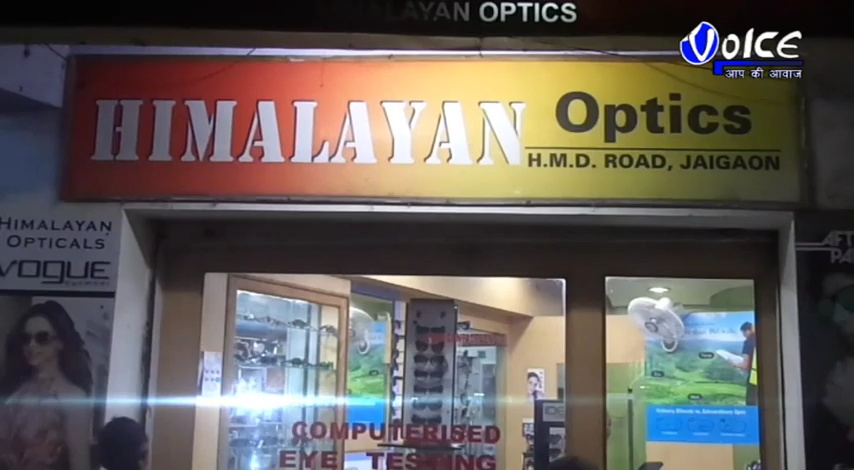 HIMALAYAN OPTICS
VOICE
आप की आवाज
HIMALAYAN Optics
H.M.D. ROAD, JAIGAON
HIMALAYAN
OPTICALS
VOGUE
COMPUTERISED
EYE TESTING